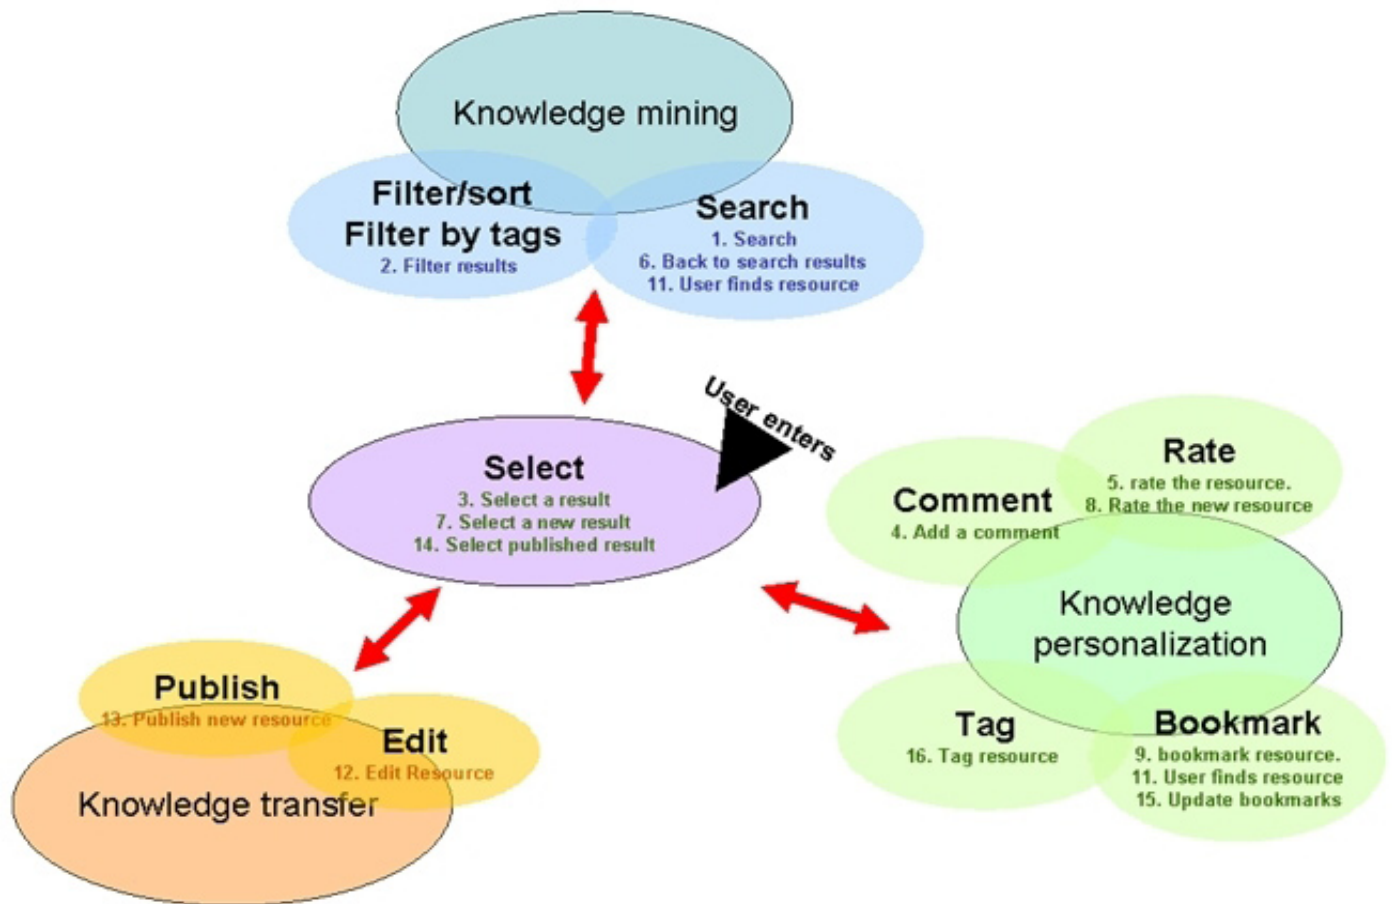 Knowledge mining
Filter/sort
Filter by tags
2. Filter results
Search
1. Search
6. Back to search results
11. User finds resource
User enters
Select
3. Select a result
7. Select a new result
14. Select published result
Rate
5. rate the resource.
8. Rate the new resource
Comment
4. Add a comment
Knowledge
personalization
Publish
13. Publish new resource
Edit
12. Edit Resource
Knowledge transfer
Tag
16. Tag resource
Bookmark
9. bookmark resource.
11. User finds resource
15. Update bookmarks